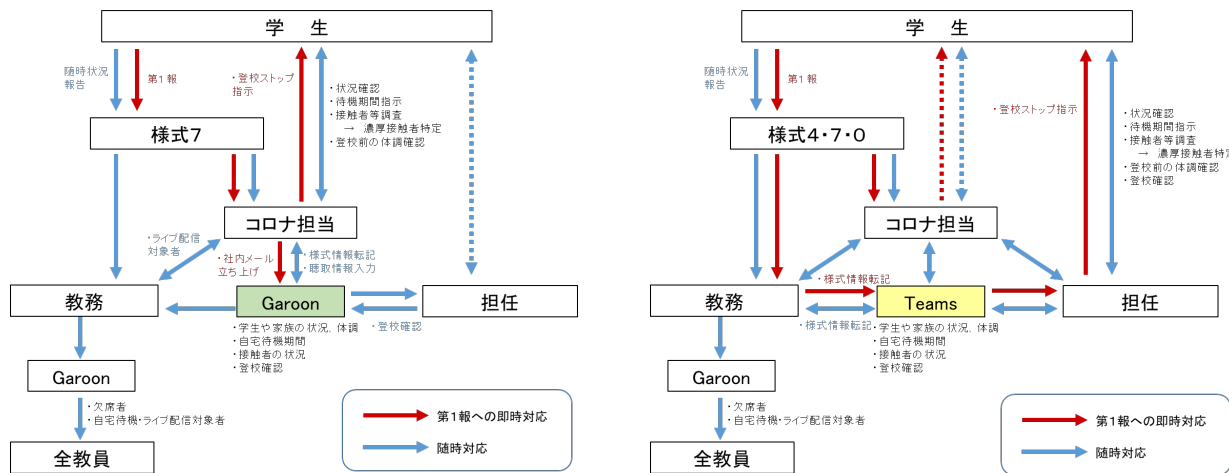 学 生
随時状況
報告
第1報
・登校ストップ
指示
・状況確認
・待機期間指示
・接触者等調査
→ 濃厚接触者特定
・登校前の体調確認
様式7
コロナ担当
・ライブ配信
対象者
・社内メール
立ち上げ
・様式情報転記
・聴取情報入力
教務
Garoon
担任
・登校確認
・学生や家族の状況、体調
・自宅待機期間
・接触者の状況
・登校確認
Garoon
・欠席者
・自宅待機・ライブ配信対象者
全教員
第1報への即時対応
随時対応
学 生
随時状況
報告
第1報
・登校ストップ指示
・状況確認
・待機期間指示
・接触者等調査
→ 濃厚接触者特定
・登校前の体調確認
・登校確認
様式4・7・0
コロナ担当
・様式情報転記
教務
Teams
担任
・様式情報転記
・学生や家族の状況、体調
・自宅待機期間
・接触者の状況
・登校確認
Garoon
・欠席者
・自宅待機・ライブ配信対象者
全教員
第1報への即時対応
随時対応